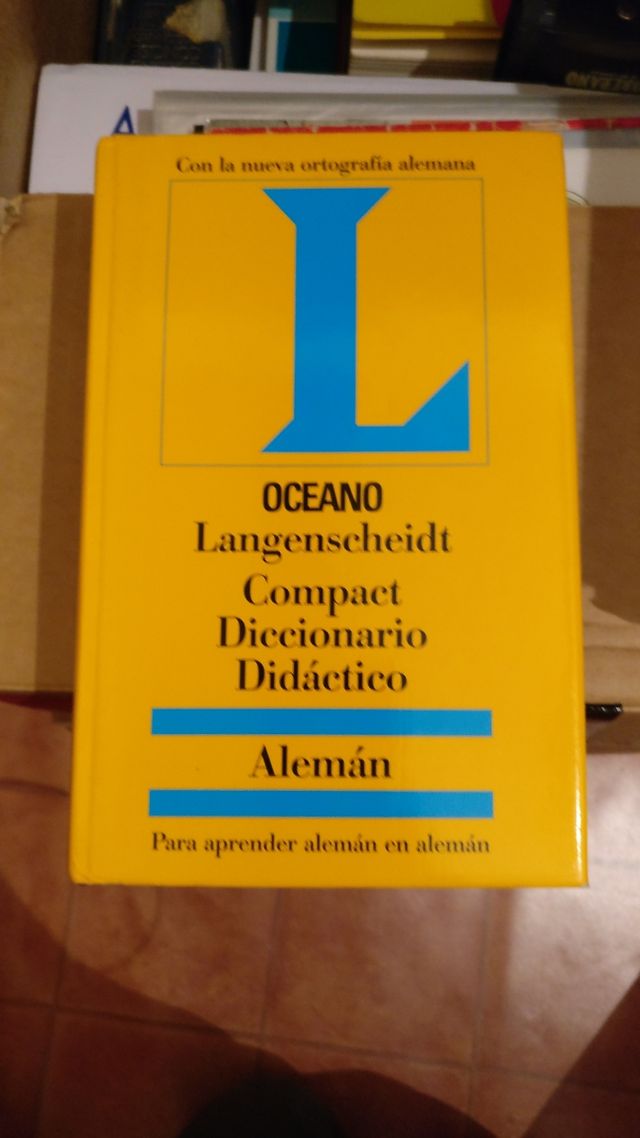 A
Con la nueva ortografía alemana
L
OCEANO
Langenscheidt
Compact
Diccionario
Didáctico
Alemán
Para aprender alemán en alemán